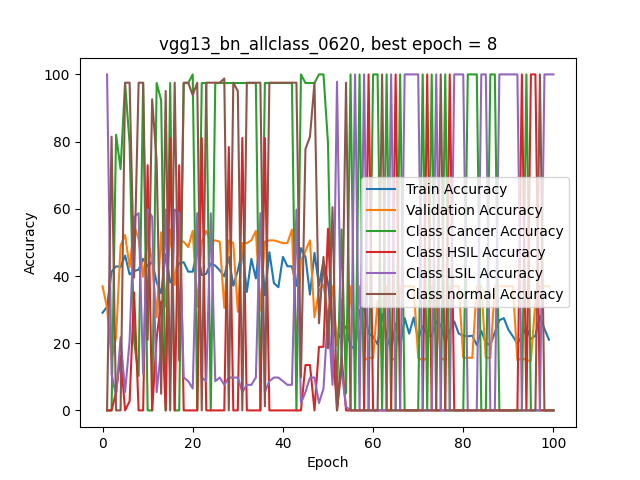 vgg13_bn_allclass_0620, best epoch = 8
100
80
60
40
20
0
Accuracy
Train Accuracy
Validation Accuracy
Class Cancer Accuracy
Class HSIL Accuracy
Class LSIL Accuracy
Class normal Accuracy
0 20 40 60 80 100
Epoch